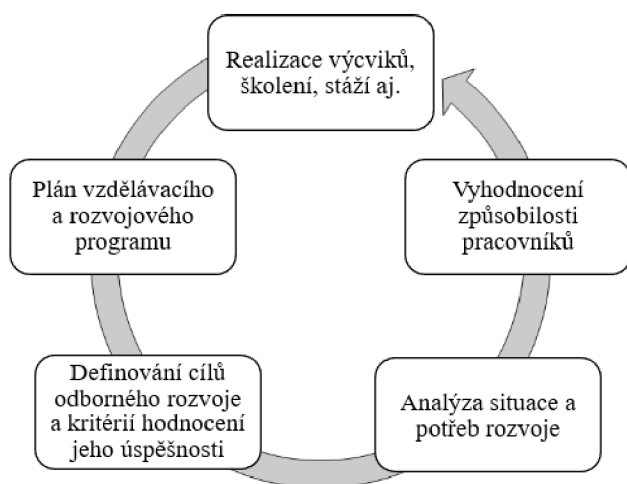 Realizace výcviků,
školení, stáží aj.
Plán vzdělávacího
a rozvojového
programu
Vyhodnocení
způsobilosti
pracovníků
Definování cílů
odborného rozvoje
a kritérií hodnocení
jeho úspěšnosti
Analýza situace a
potřeb rozvoje